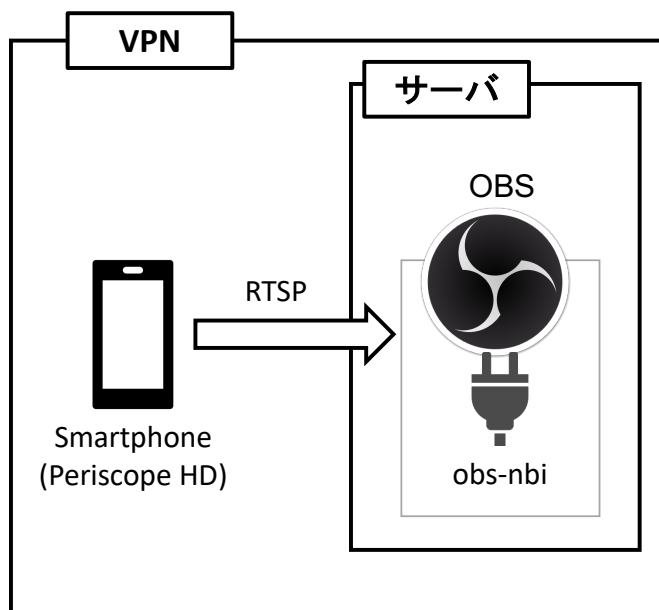 VPN
サーバ
OBS
RTSP
Smartphone
(Periscope HD)
obs-nbi